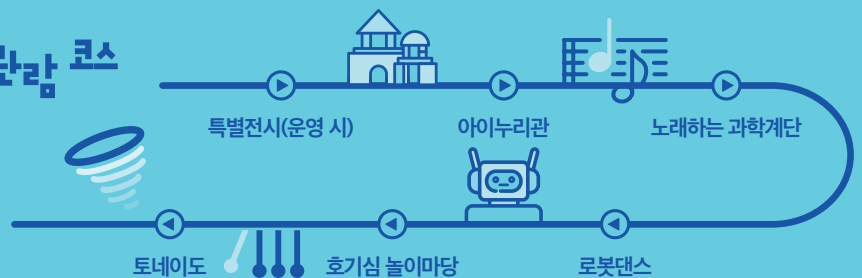 관람 코스
특별전시(운영 시)
아이누리관
노래하는 과학계단
로봇댄스
호기심 놀이마당
토네이도